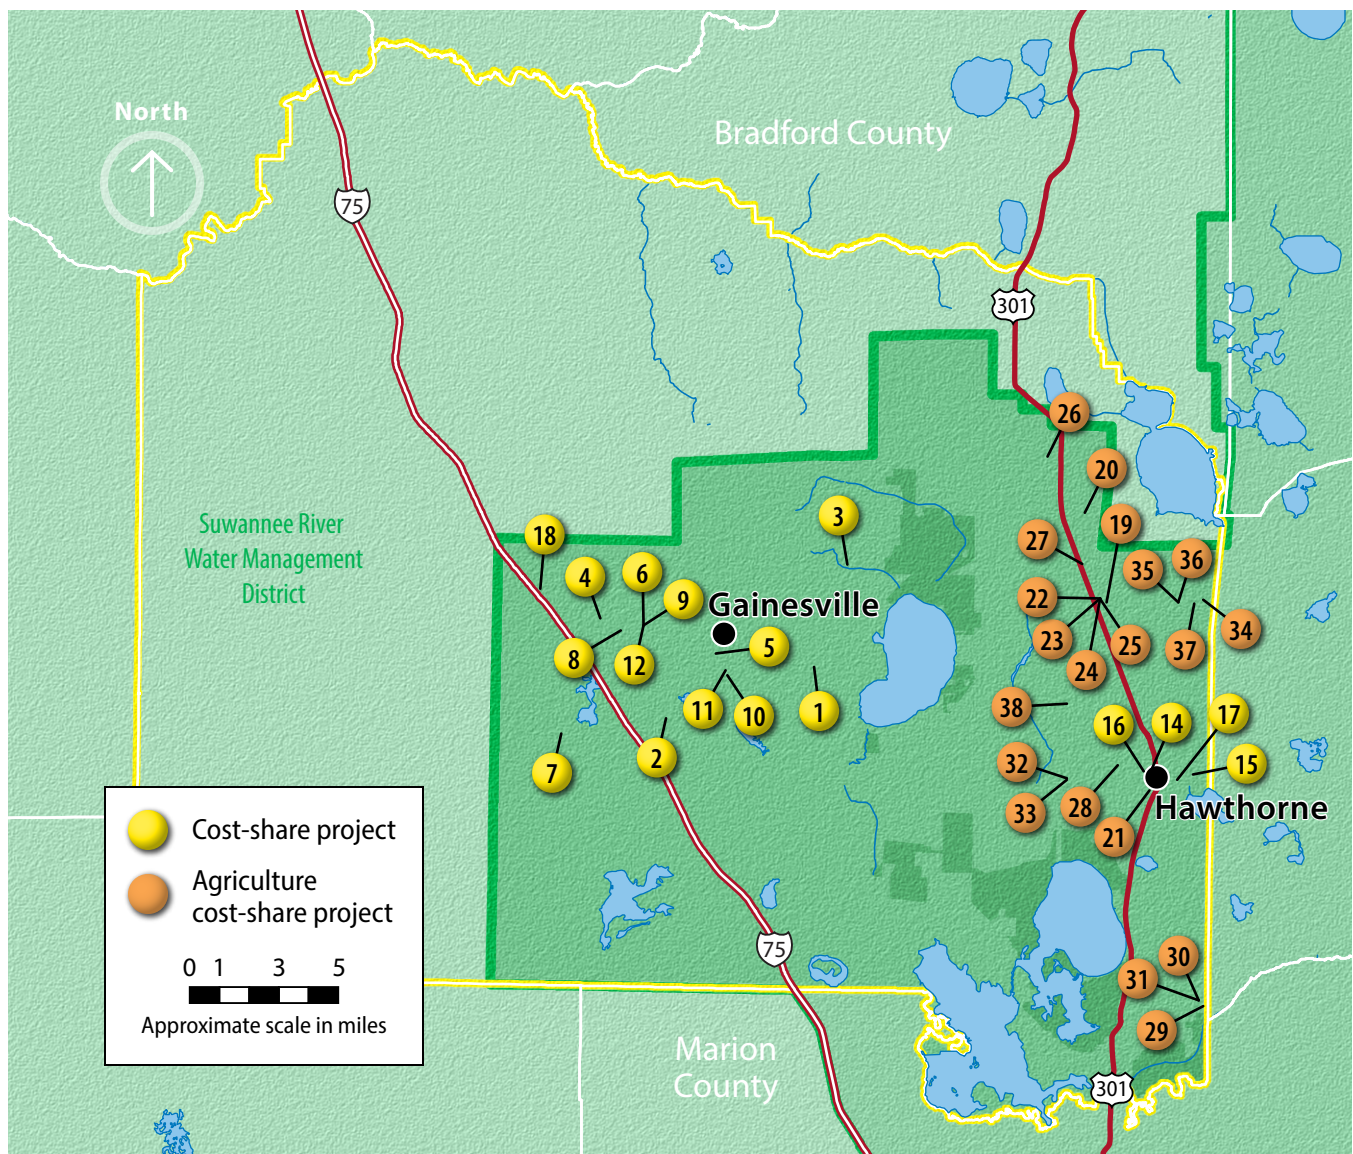 North
Bradford County
75
301
26
20
3
19
18
27
36
6
35
4
9
22
Gainesville
34
23
25
5
37
8
12
24
38
11
10
1
16
14
17
2
32
15
7
28
Hawthorne
33
21
Suwannee River
Water Management
District
Cost-share project
Agriculture
cost-share project
0 1 3 5
Approximate scale in miles
75
30
31
29
Marion
County
301